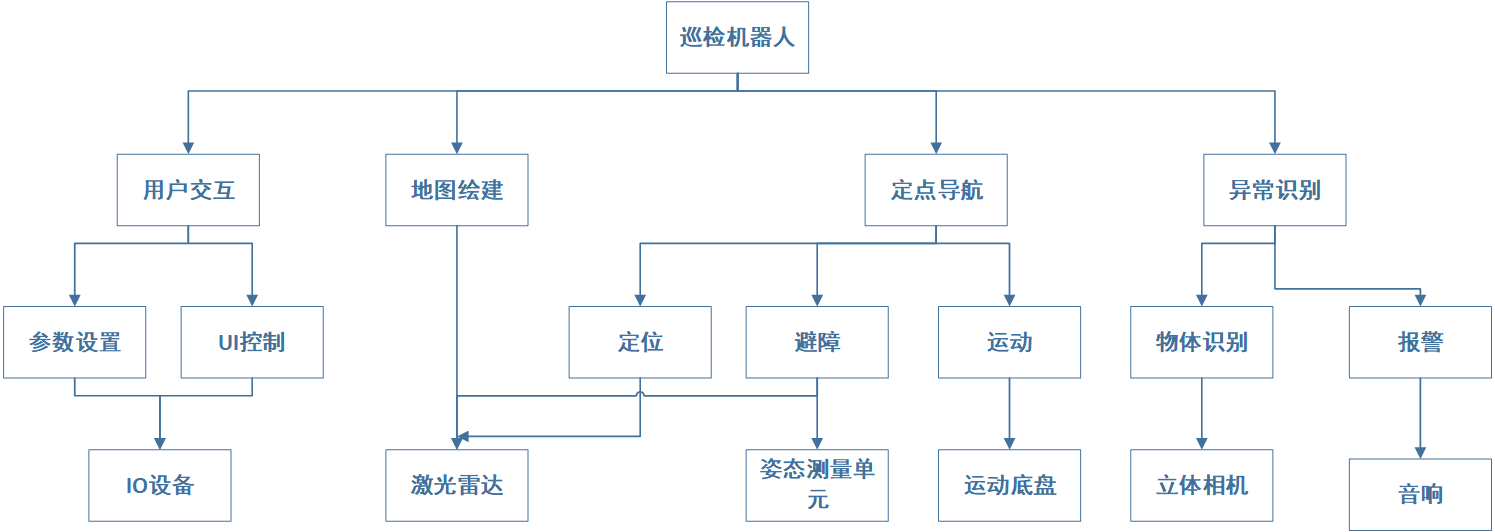 巡检机器人
用户交互
地图绘建
定点导航
异常识别
参数设置
UI控制
定位
避障
运动
物体识别
报警
IO设备
激光雷达
姿态测量单
元
运动底盘
立体相机
音响